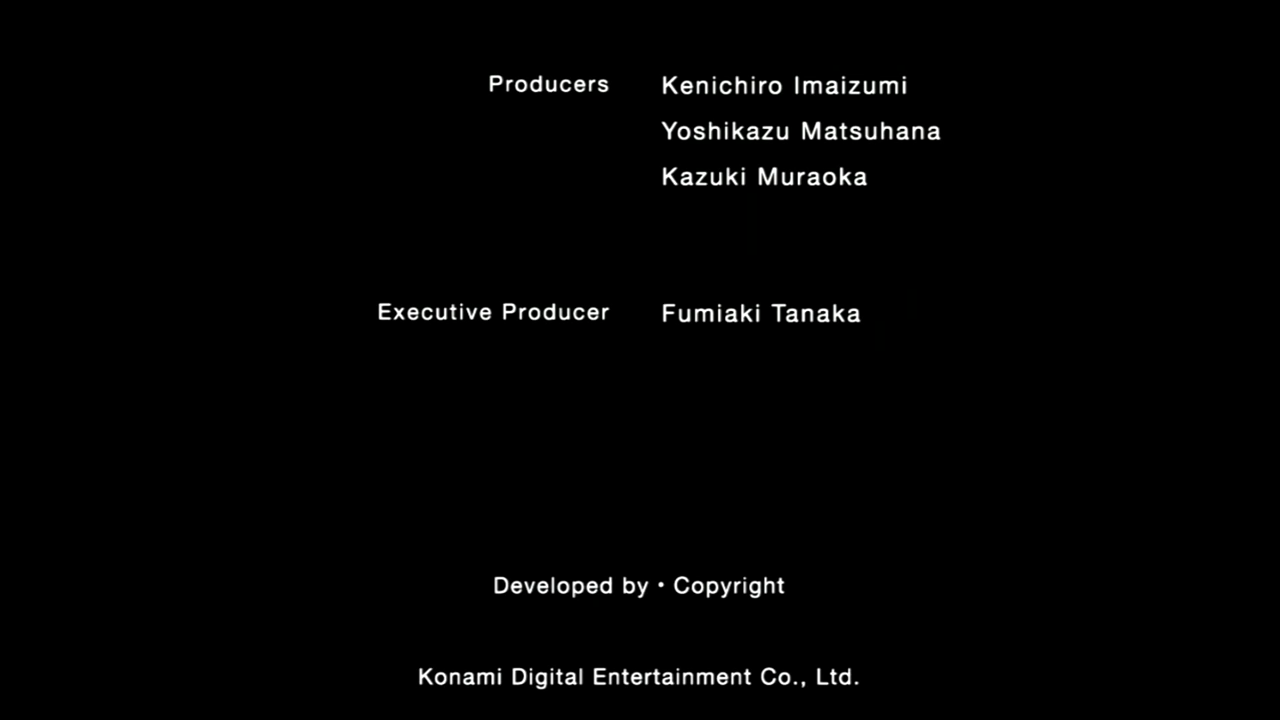 Producers Kenichiro Imaizumi
Yoshikazu Matsuhana
Kazuki Muraoka
Executive Producer Fumiaki Tanaka
Developed by・Copyright
Konami Digital Entertainment Co., Ltd.